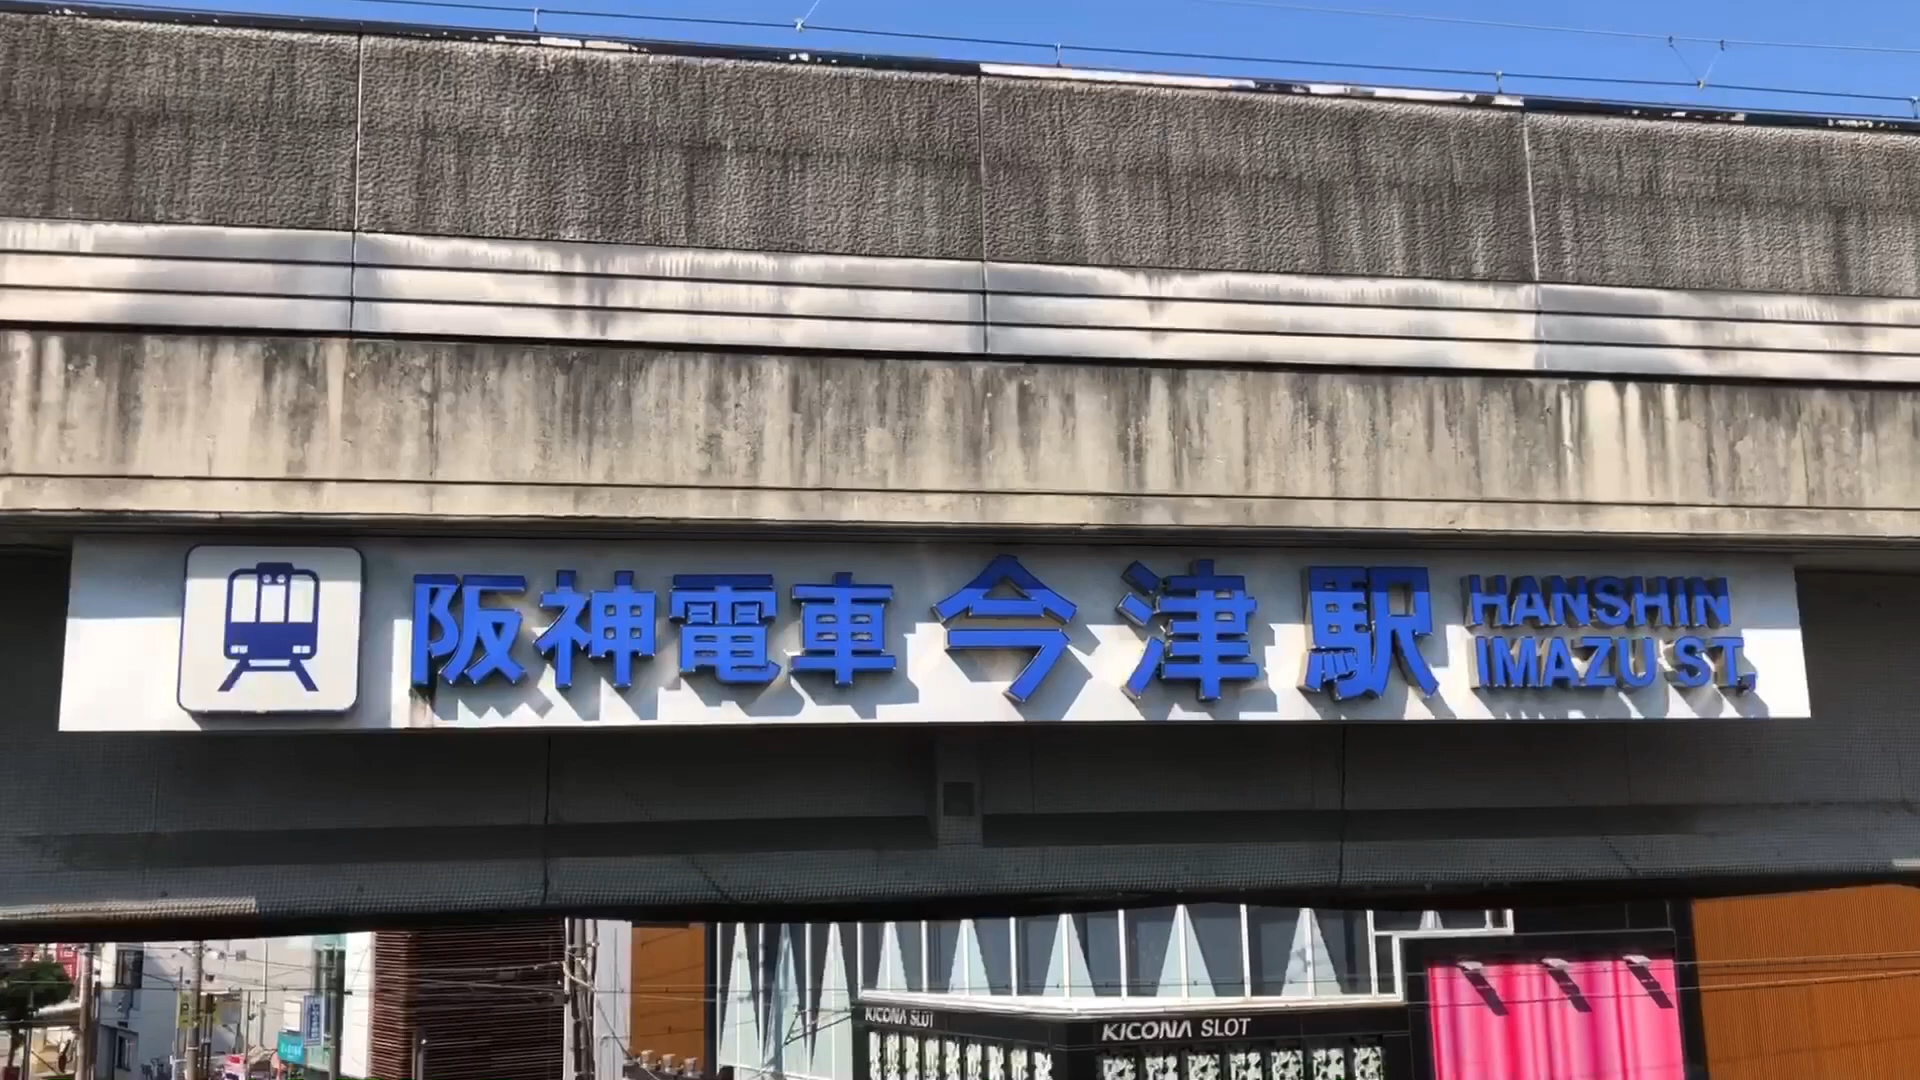 阪神電車今津駅
HANSHIN
IMAZU ST.
KICONA SLOT
KICONA SLOT